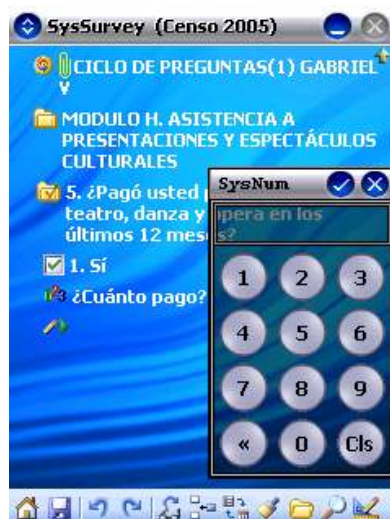 SysSurvey (Censo 2005)
CICLO DE PREGUNTAS(1) GABRIEL
Y
MODULO H. ASISTENCIA A
PRESENTACIONES Y ESPECTÁCULOS
CULTURALES
5. ¿Pagó usted
teatro, danza y opera en los
últimos 12 meses?
1. Sí
¿Cuánto pago?
SysNum
1 2 3
4 5 6
7 8 9
« 0 Cls